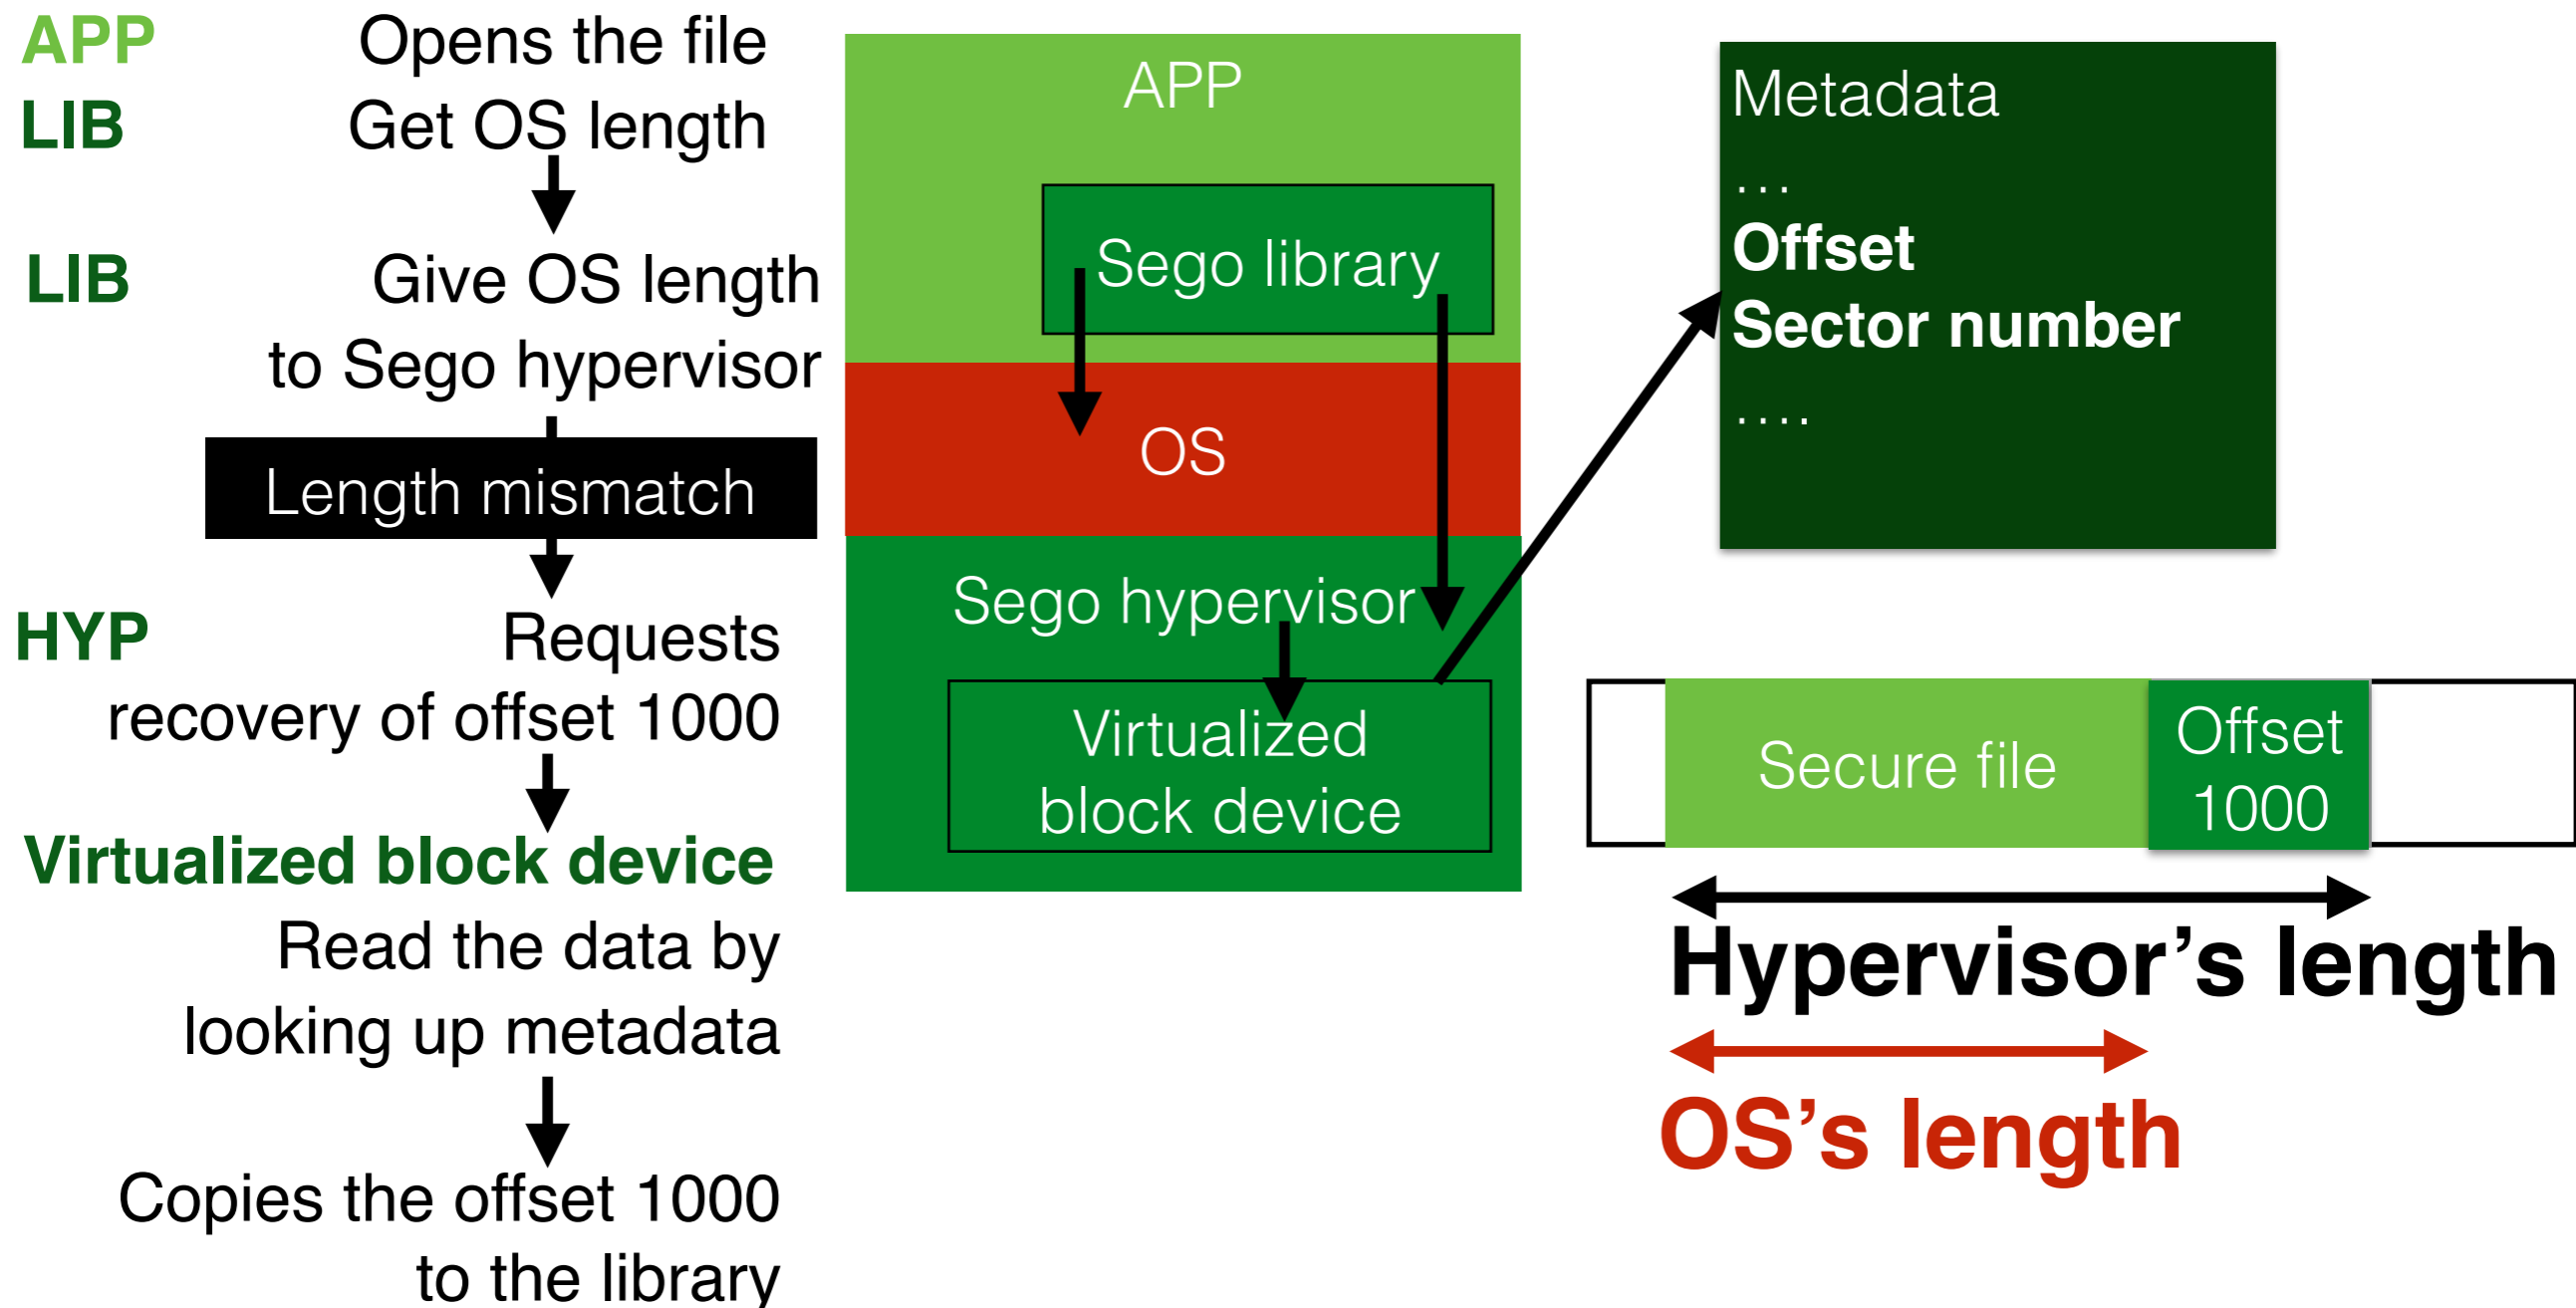 APP Opens the file
LIB Get OS length
LIB Give OS length
to Sego hypervisor
Length mismatch
HYP Requests
recovery of offset 1000
Virtualized block device
Read the data by
looking up metadata
Copies the offset 1000
to the library
APP
Sego library
OS
Sego hypervisor
Virtualized
block device
Metadata
...
Offset
Sector number
....
Secure file
Offset
1000
Hypervisor’s length
OS’s length